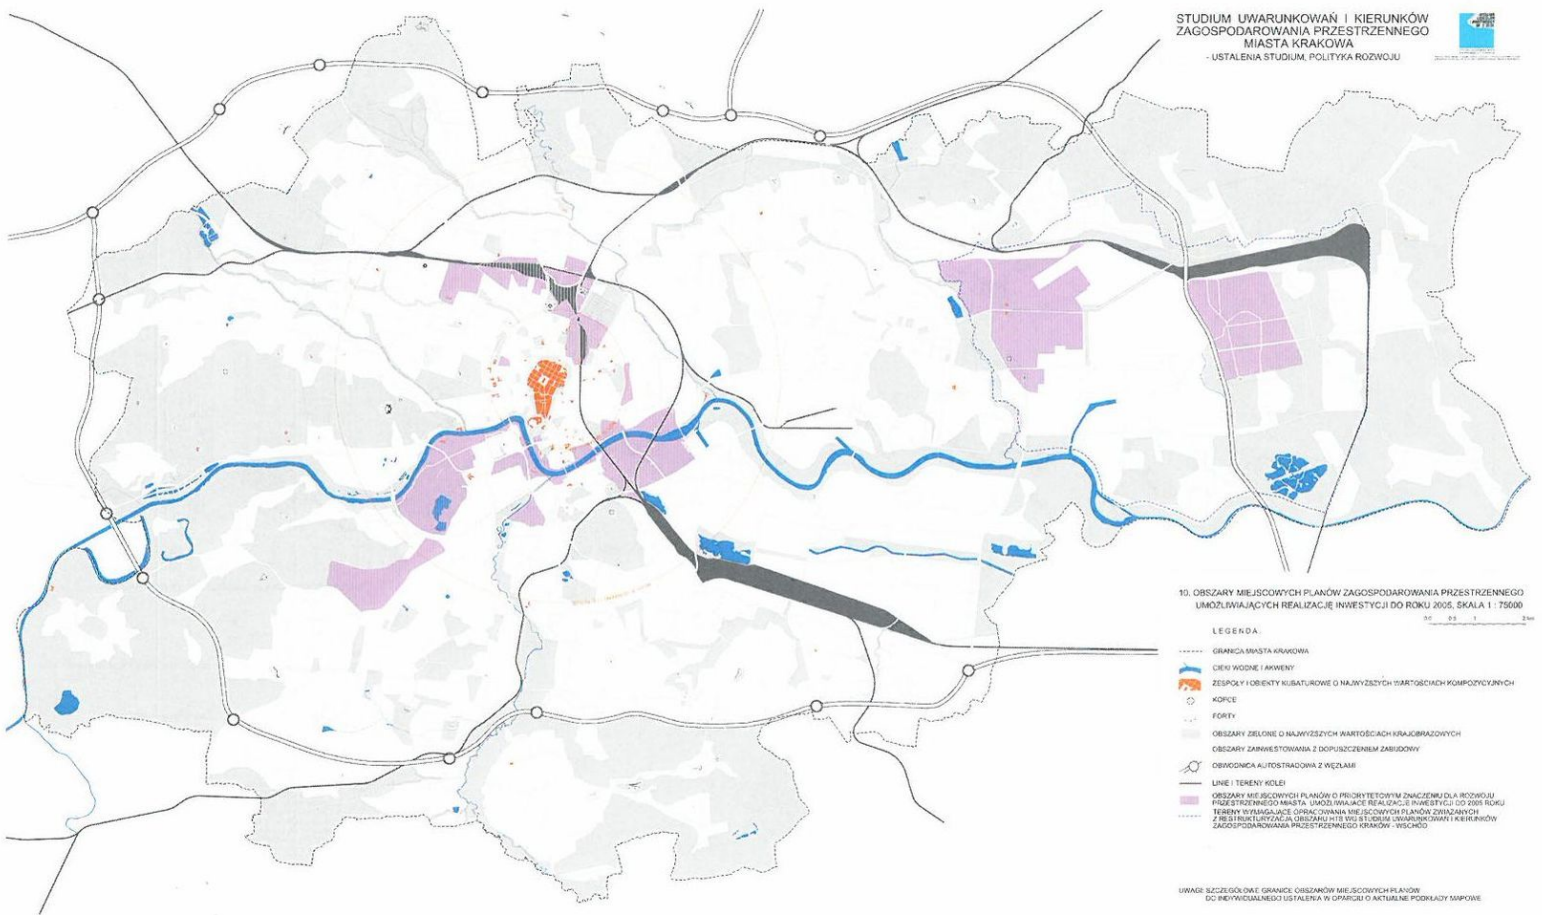 STUDIUM UWARUNKOWAŃ I KIERUNKÓW
ZAGOSPODAROWANIA PRZESTRZENNEGO
MIASTA KRAKOWA
- USTALENIA STUDIUM, POLITYKA ROZWOJU
10. OBSZARY MIEJSCOWYCH PLANÓW ZAGOSPODAROWANIA PRZESTRZENNEGO
UMOŻLIWIAJĄCYCH REALIZACJĘ INWESTYCJI DO ROKU 2005, SKALA 1 : 75000
LEGENDA:
GRANICA MIASTA KRAKOWA
CIEKI WODNE I AKWENY
ZESPOŁY I OBIEKTY KUBATUROWE O NAJWYŻSZYCH WARTOŚCIACH KOMPOZYCYJNYCH
KOPCE
FORTY
OBSZARY ZIELONE O NAJWYŻSZYCH WARTOŚCIACH KRAJOBRAZOWYCH
OBSZARY ZAINWESTOWANIA Z DOPUSZCZENIEM ZABUDOWY
OBWODNICA AUTOSTRADOWA Z WĘZŁAMI
LINIE I TERENY KOLEI
OBSZARY MIEJSCOWYCH PLANÓW O PRIORYTETOWYM ZNACZENIU DLA ROZWOJU
PRZESTRZENNEGO MIASTA UMOŻLIWIAJĄCE REALIZACJE INWESTYCJI DO 2005 ROKU
TERENY WYMAGAJĄCE OPRACOWANIA MIEJSCOWYCH PLANÓW ZWIĄZANYCH
Z RESTRUKTURYZACJĄ OBSZARU HTS WG STUDIUM UWARUNKOWAŃ I KIERUNKÓW
ZAGOSPODAROWANIA PRZESTRZENNEGO KRAKÓW - WSCHÓD
UWAGI: SZCZEGÓŁOWE GRANICE OBSZARÓW MIEJSCOWYCH PLANÓW
DO INDYWIDUALNEGO USTALENIA W OPARCIU O AKTUALNE PODKŁADY MAPOWE